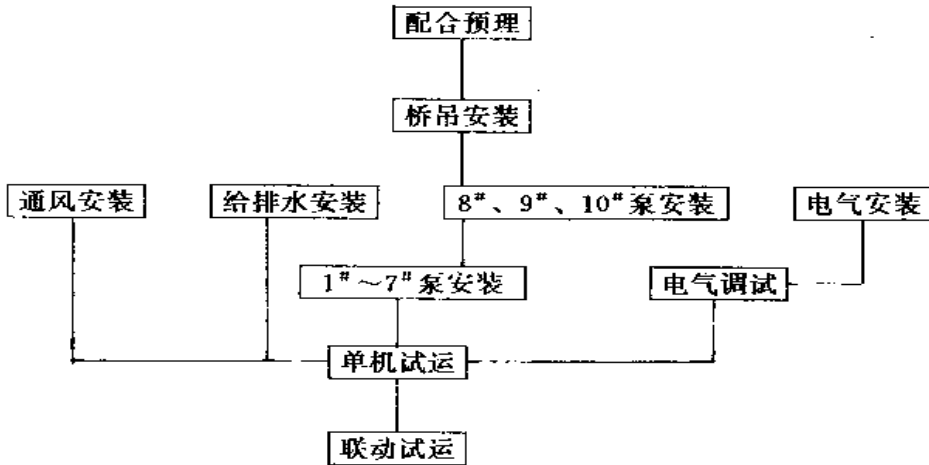 配合预理
桥吊安装
通风安装
给排水安装
8#、9#、10#泵安装
电气安装
1#～7#泵安装
电气调试
单机试运
联动试运